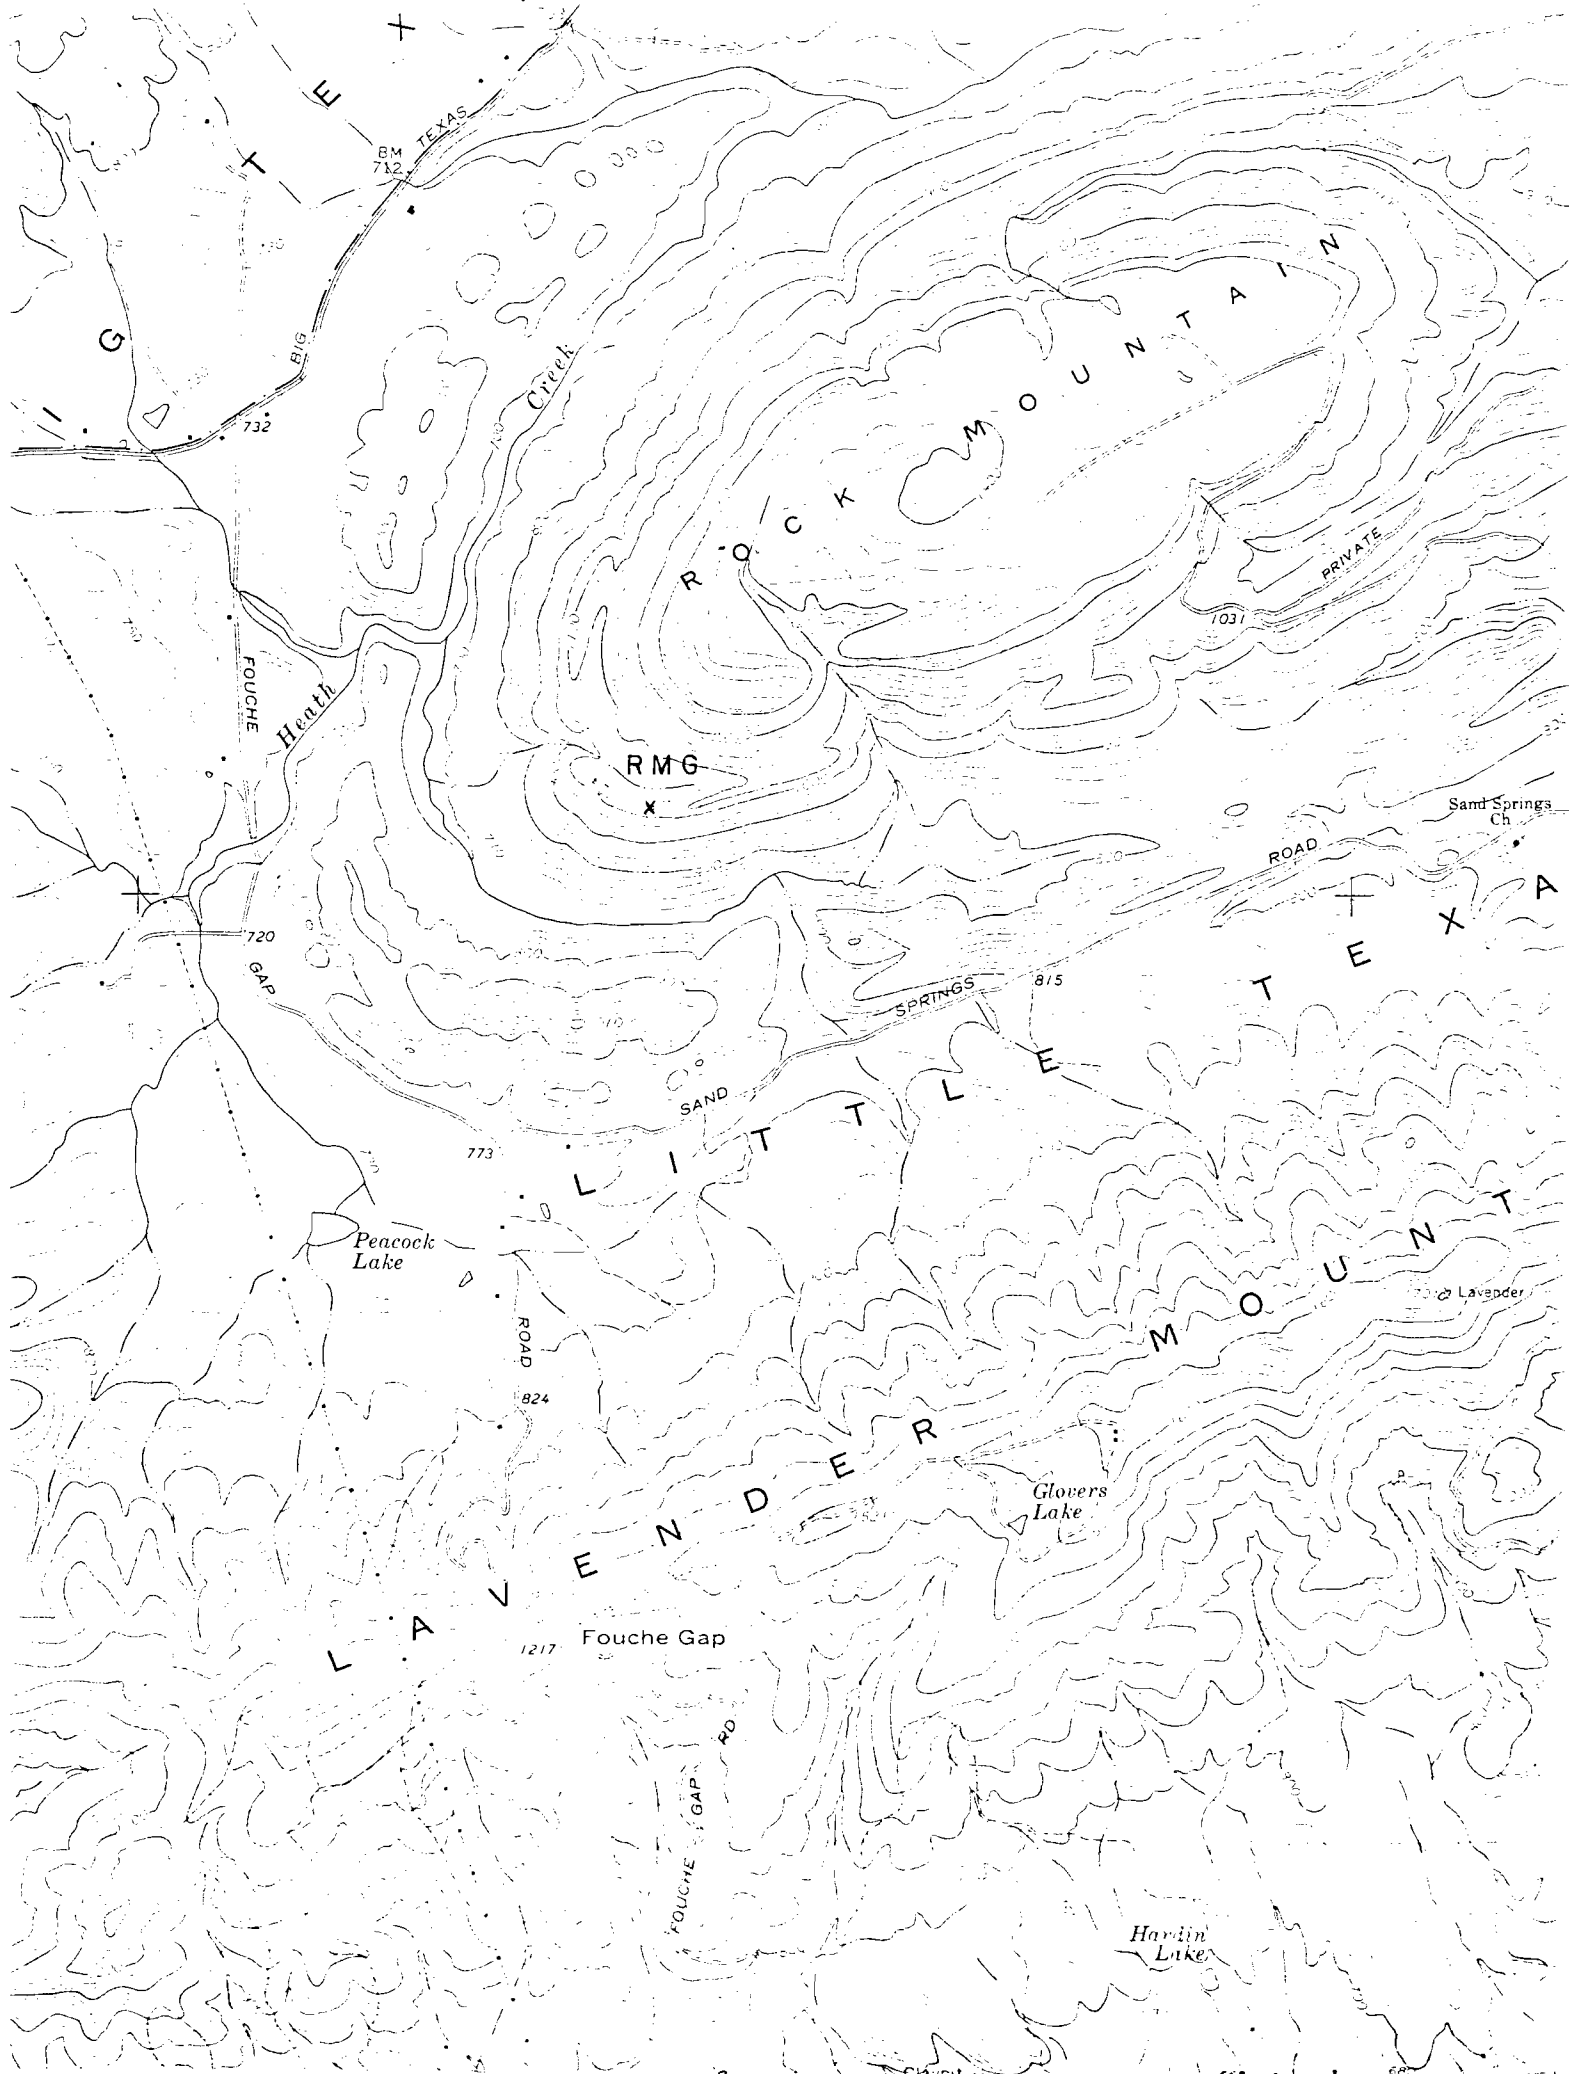 BIG TEX
BM
712
TEXAS
BIG
732
Creek
ROCK MOUNTAIN
PRIVATE
1031
FOUCHE
Heath
RMG
x
Sand Springs
Ch
ROAD
720
GAP
SPRINGS
815
SAND
773
LITTLE TEXA
Peacock
Lake
ROAD
824
Lavender
LAVENDER MOUNT
Glovers
Lake
1217
Fouche Gap
RD
GAP
FOUCHE
Hardin
Lake